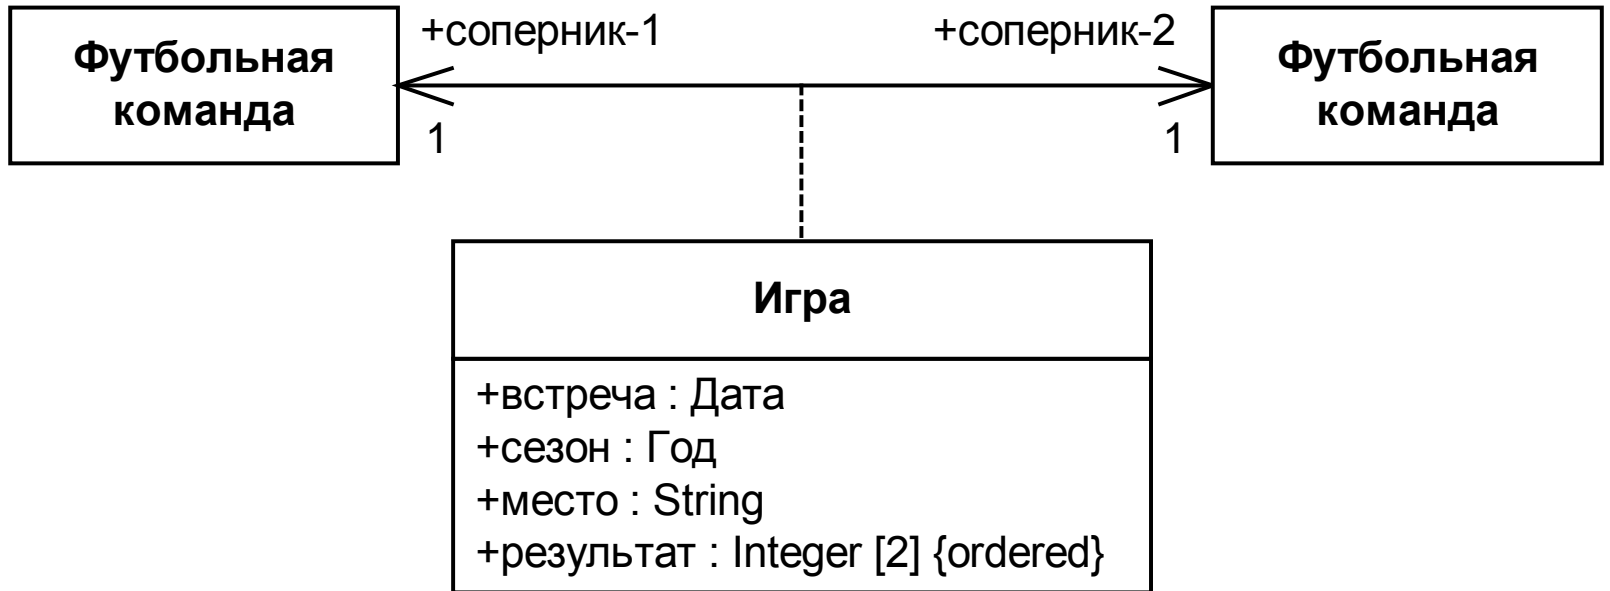 Футбольная
команда
+соперник-1
1
+соперник-2
1
Футбольная
команда
Игра
+встреча : Дата
+сезон : Год
+место : String
+результат : Integer [2] {ordered}